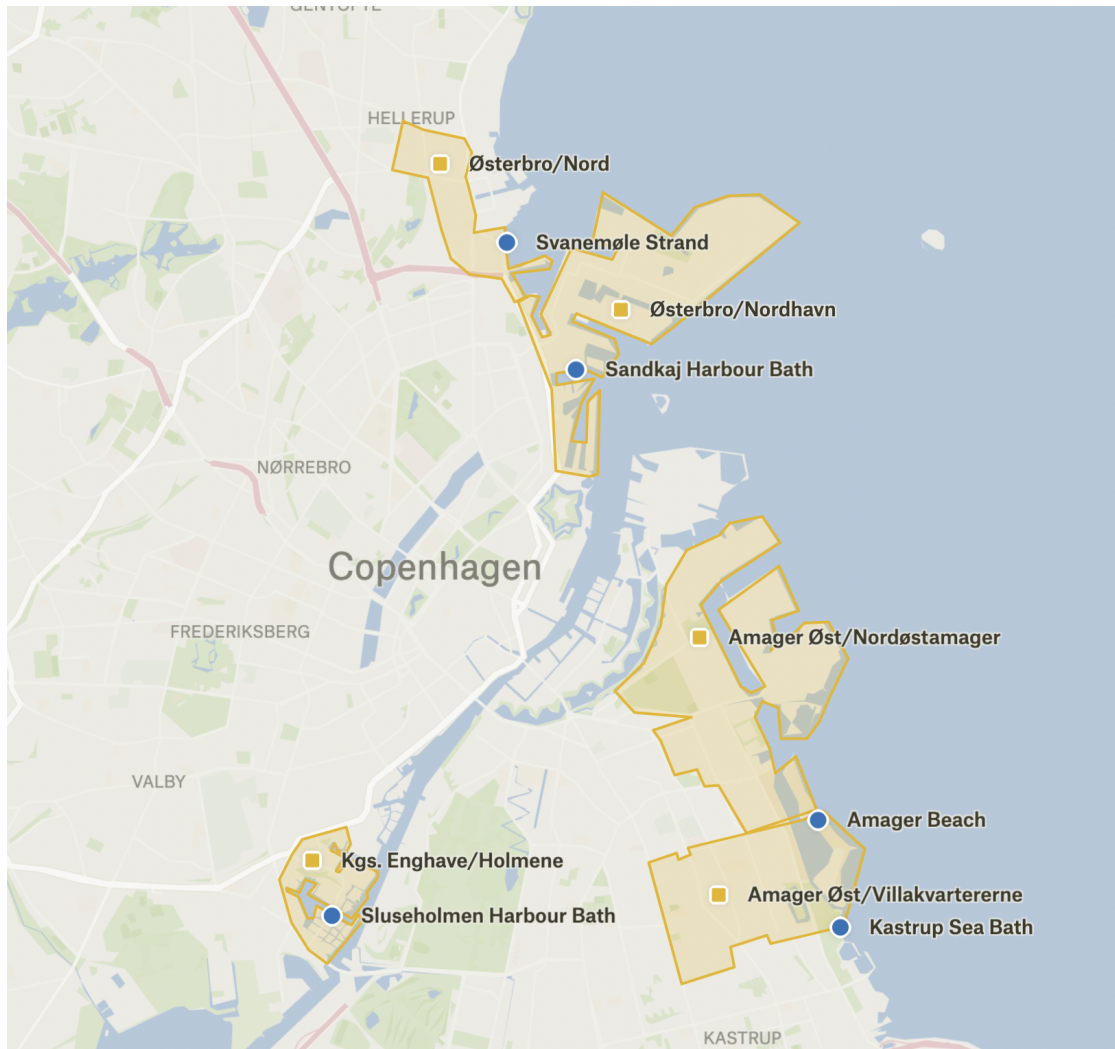 GENTOFTE
HELLERUP
Østerbro/Nord
Svanemøle Strand
Østerbro/Nordhavn
Sandkaj Harbour Bath
NØRREBRO
Copenhagen
FREDERIKSBERG
Amager Øst/Nordøstamager
VALBY
Amager Beach
Kgs. Enghave/Holmene
Amager Øst/Villakvartererne
Sluseholmen Harbour Bath
Kastrup Sea Bath
KASTRUP